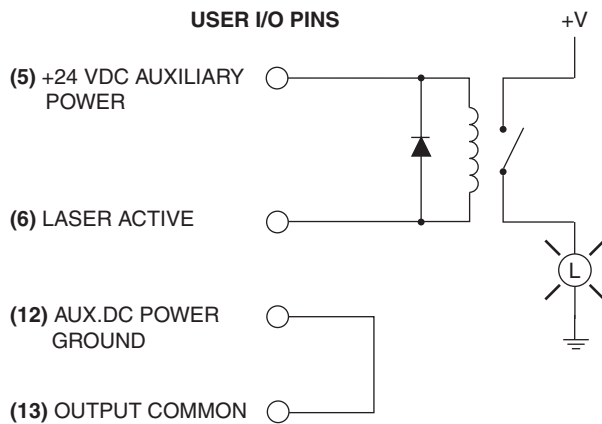 USER I/O PINS
+V
(5) +24 VDC AUXILIARY
POWER
(6) LASER ACTIVE
L
(12) AUX.DC POWER
GROUND
(13) OUTPUT COMMON